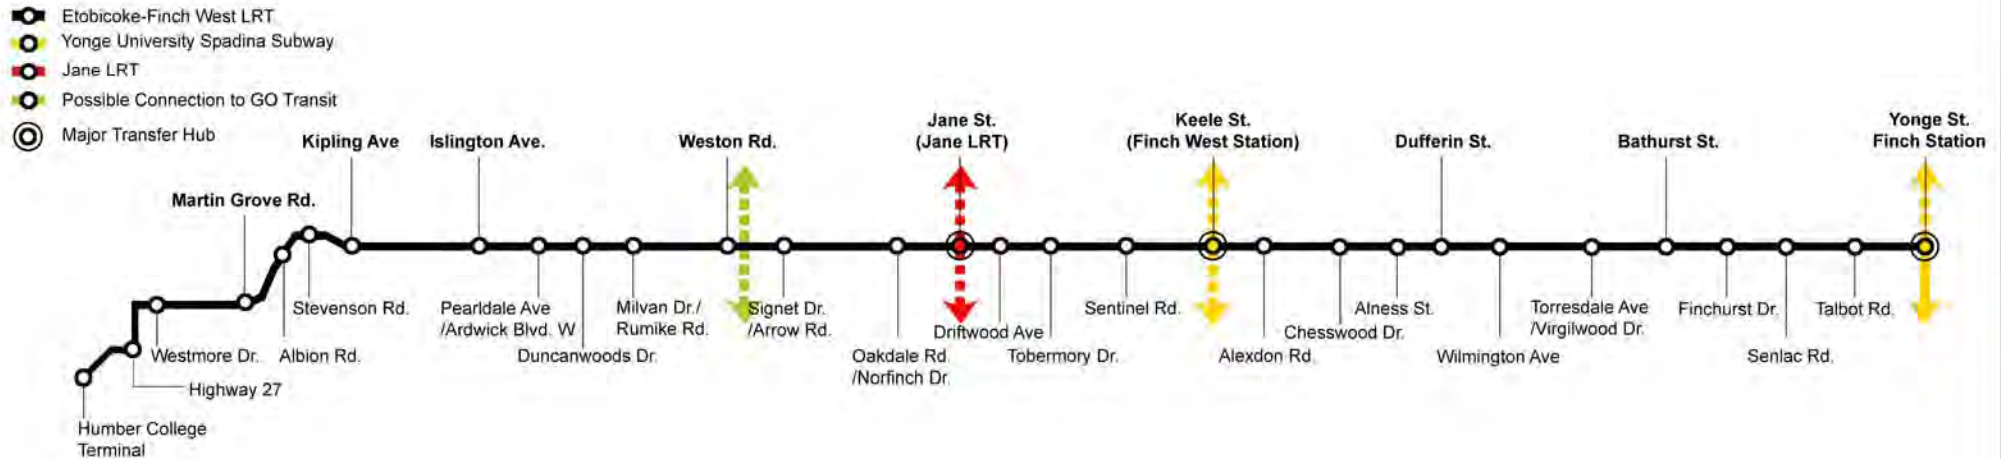 Etobicoke-Finch West LRT
Yonge University Spadina Subway
Jane LRT
Possible Connection to GO Transit
Major Transfer Hub
Martin Grove Rd.
Kipling Ave
Islington Ave.
Weston Rd.
Jane St.
(Jane LRT)
Keele St.
(Finch West Station)
Dufferin St.
Bathurst St.
Yonge St.
Finch Station
Humber College
Terminal
Highway 27
Westmore Dr.
Albion Rd.
Stevenson Rd.
Pearldale Ave
/Ardwick Blvd. W
Duncanwoods Dr.
Milvan Dr./
Rumike Rd.
Signet Dr.
/Arrow Rd.
Oakdale Rd.
/Norfinch Dr.
Driftwood Ave
Tobermory Dr.
Sentinel Rd.
Alexdon Rd.
Chesswood Dr.
Alness St.
Wilmington Ave
Torresdale Ave
/Virgilwood Dr.
Finchurst Dr.
Senlac Rd.
Talbot Rd.